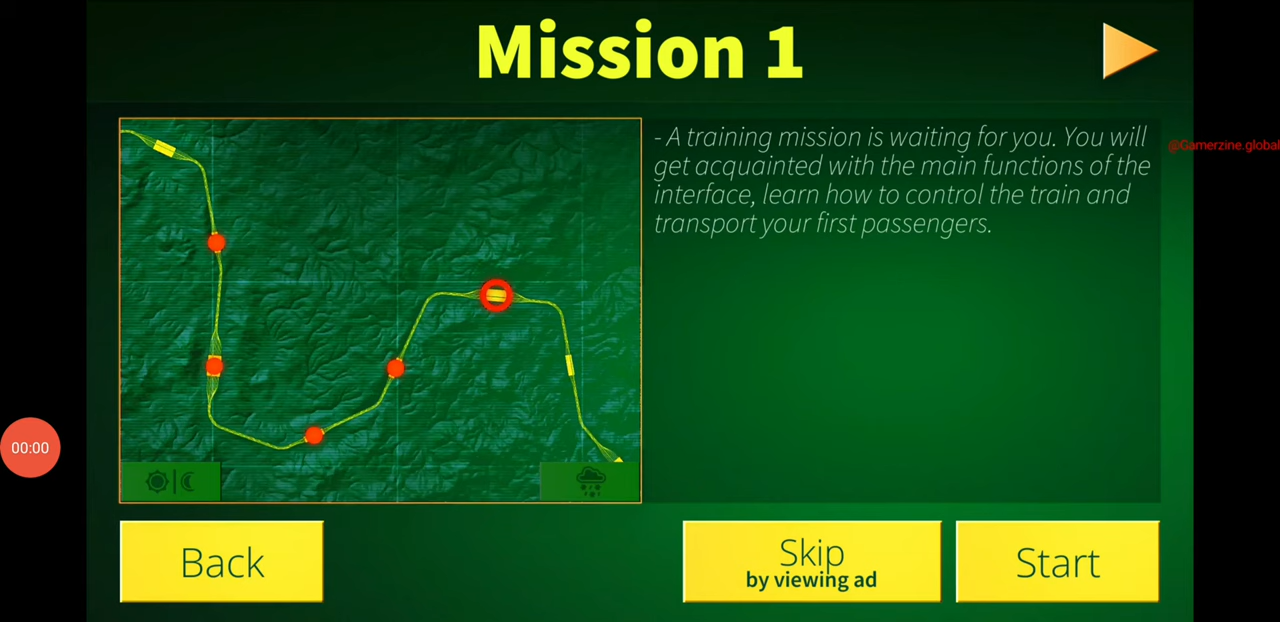 Mission 1
- A training mission is waiting for you. You will
get acquainted with the main functions of the
interface, learn how to control the train and
transport your first passengers.
@Gamerzine.global
00:00
Back
Skip
by viewing ad
Start